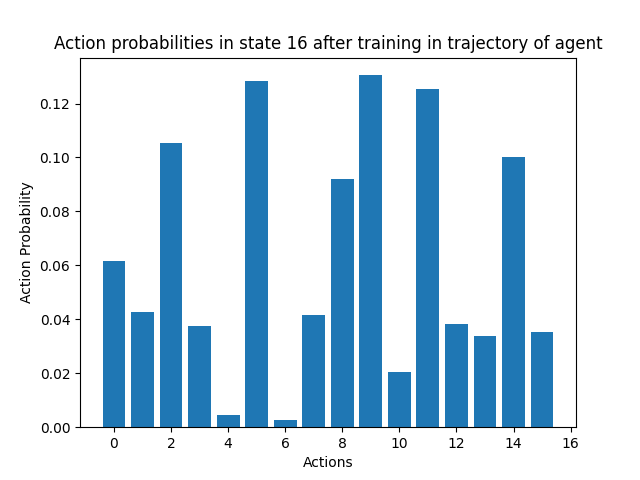 Action probabilities in state 16 after training in trajectory of agent
0.12
0.10
0.08
0.06
0.04
0.02
0.00
Action Probability
0 2 4 6 8 10 12 14 16
Actions